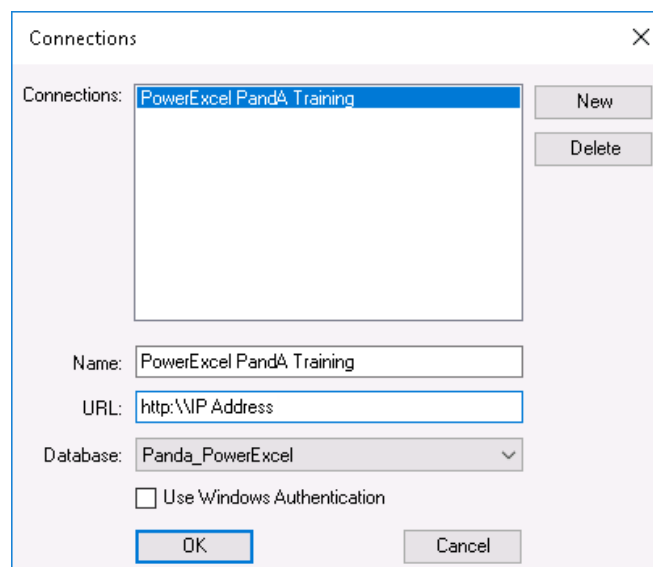 Connections
Connections:
PowerExcel PandA Training
New
Delete
Name:
PowerExcel PandA Training
URL:
http:\\IP Address
Database:
Panda_PowerExcel
Use Windows Authentication
OK
Cancel